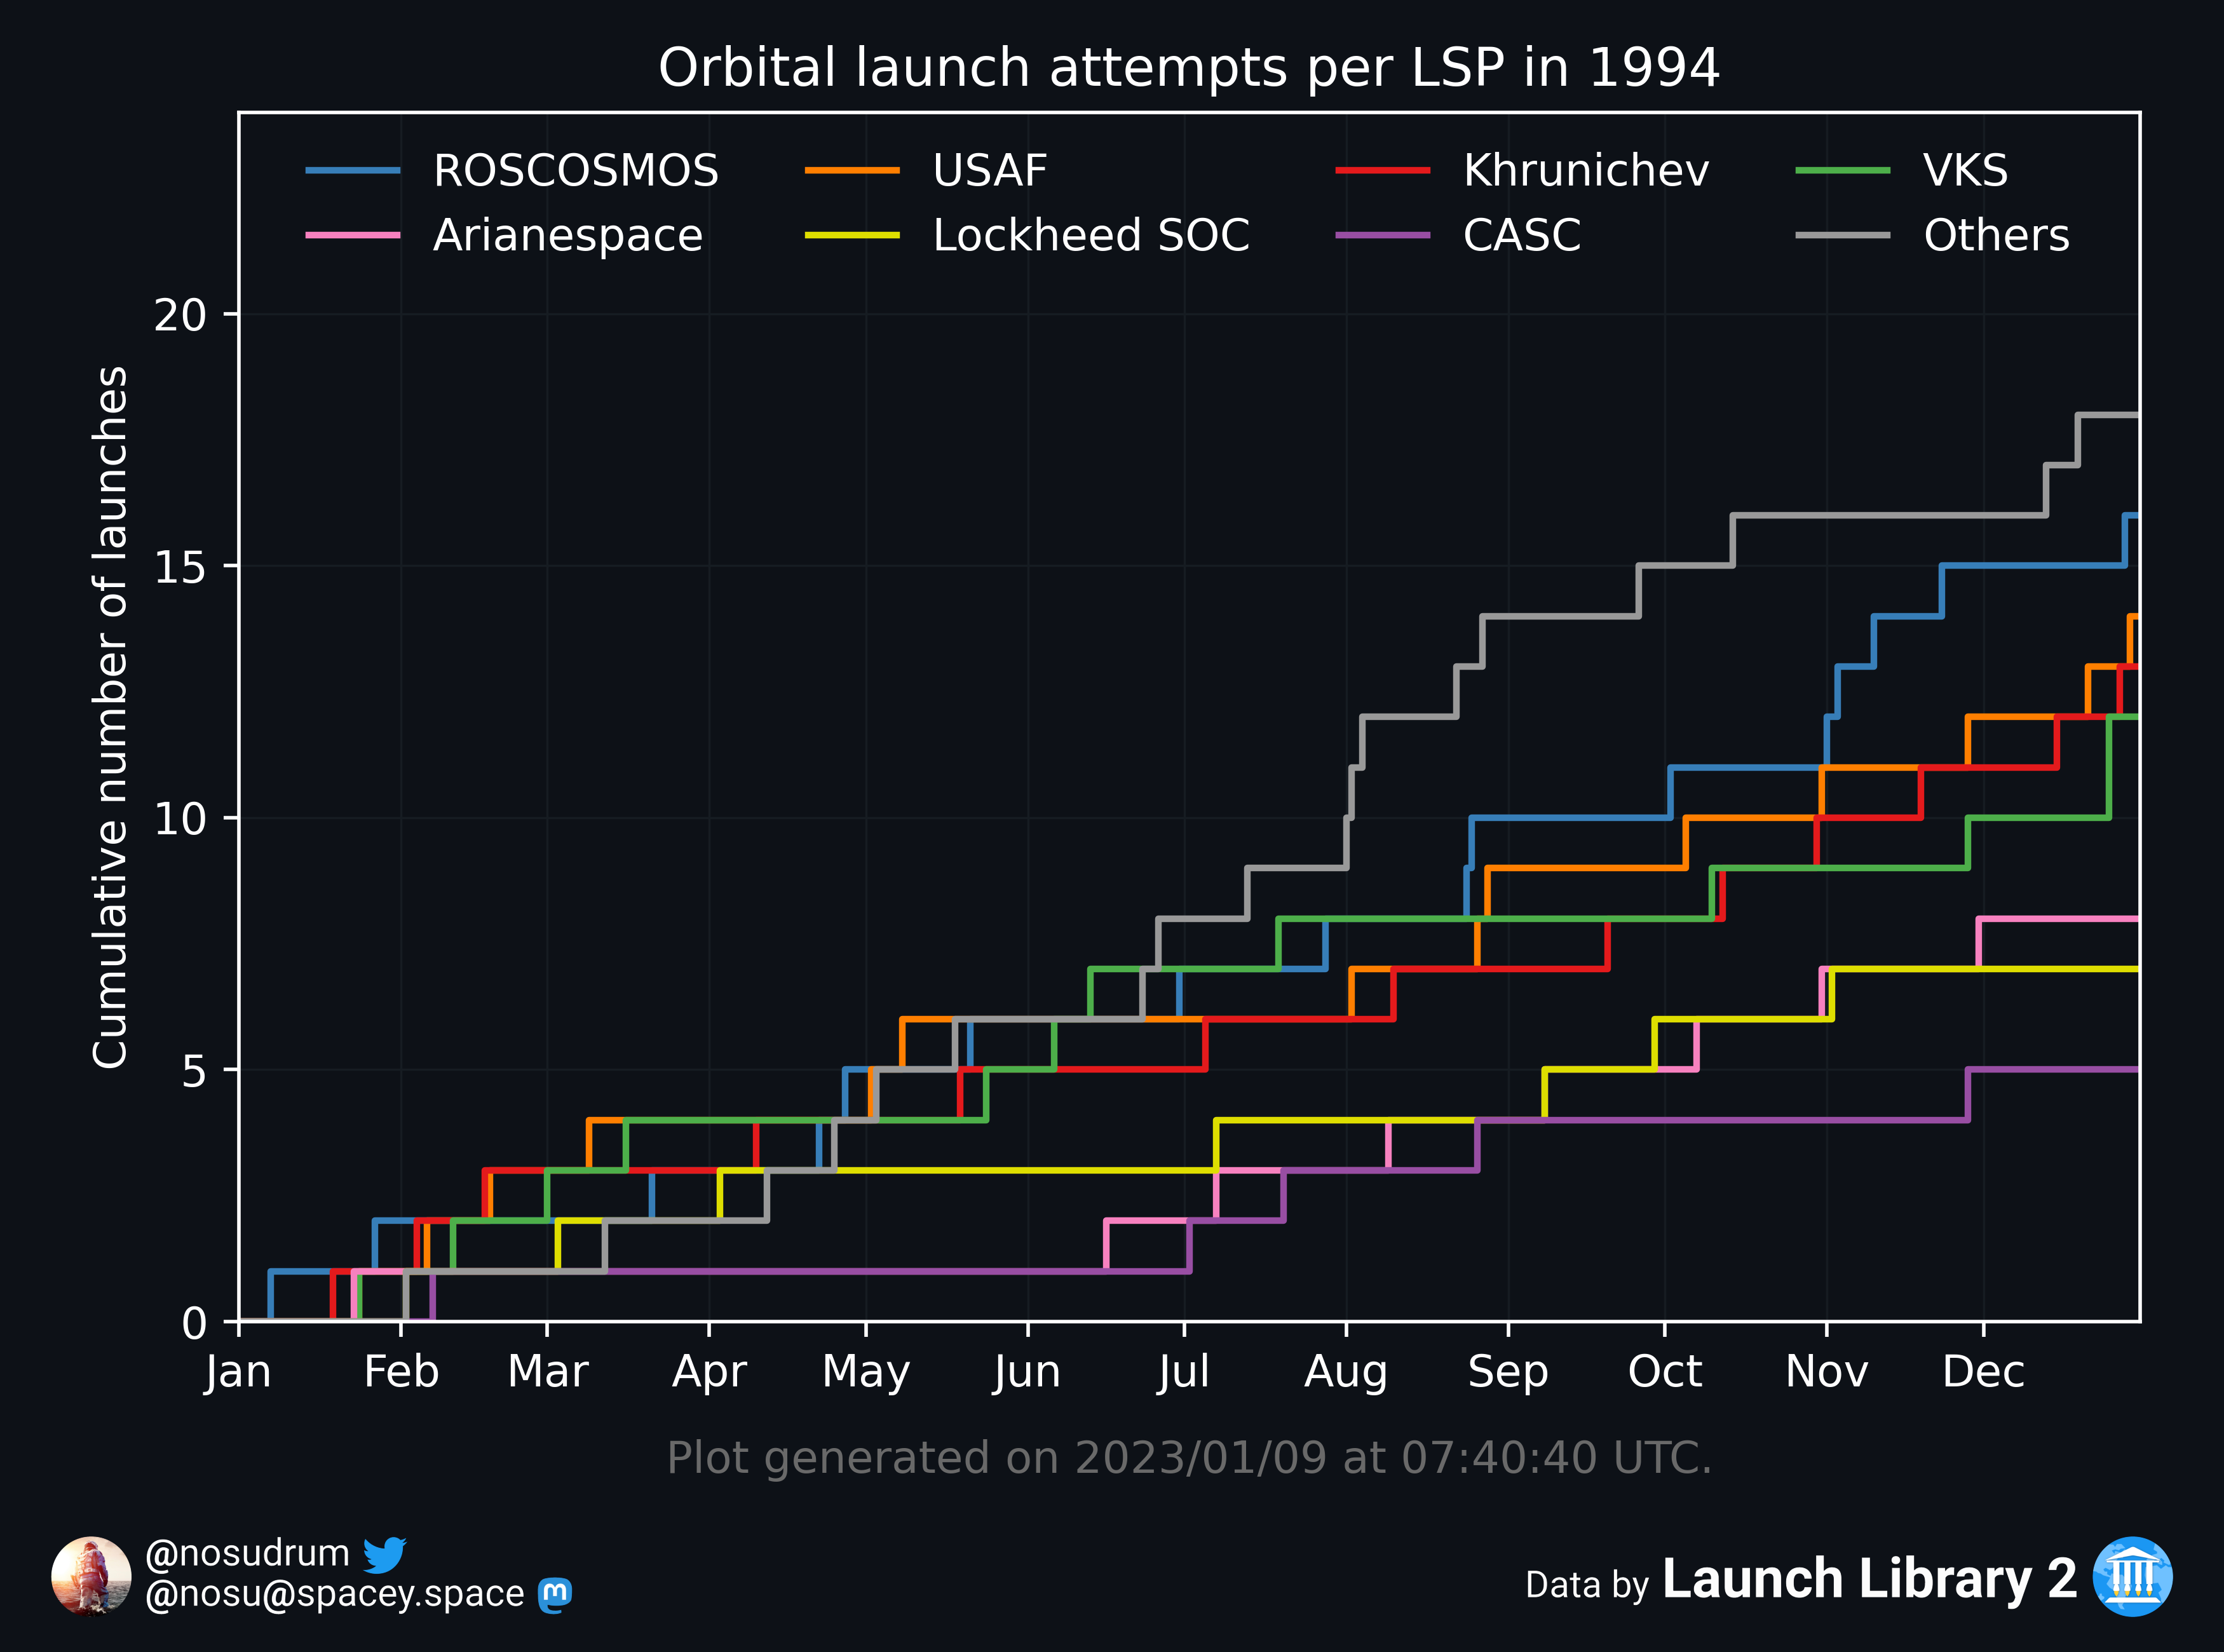 Orbital launch attempts per LSP in 1994
ROSCOSMOS USAF Khrunichev VKS
Arianespace Lockheed SOC CASC Others
Cumulative number of launches
20
15
10
5
0
Jan Feb Mar Apr May Jun Jul Aug Sep Oct Nov Dec
Plot generated on 2023/01/09 at 07:40:40 UTC.
@nosudrum
@nosu@spacey.space
Data by Launch Library 2